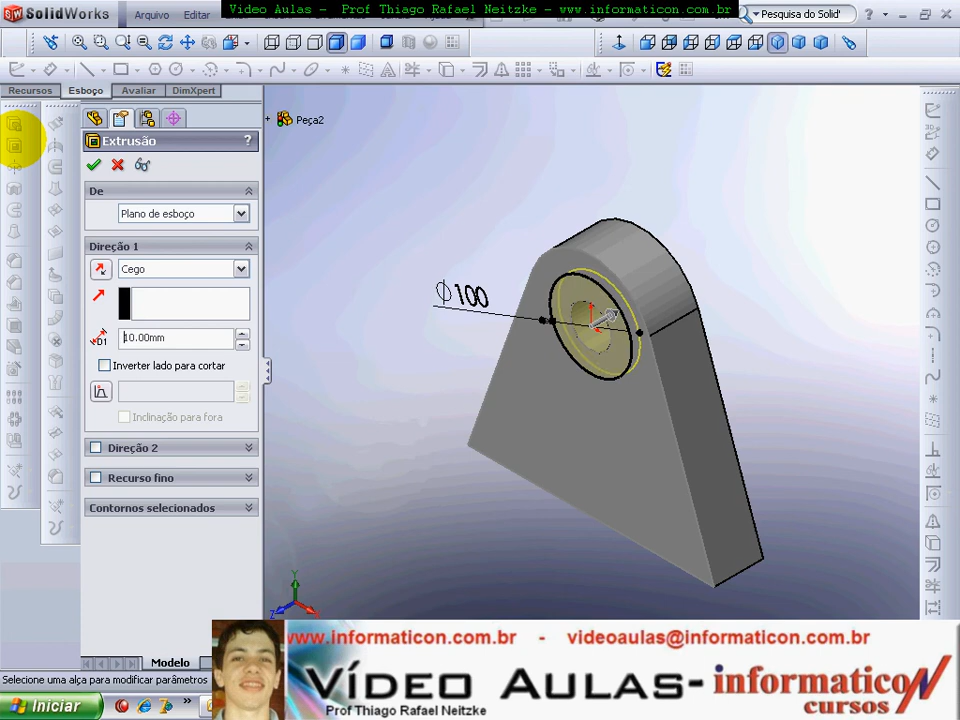 Video Aulas - Prof Thiago Rafael Neitzke - www.informaticon.com.br
SolidWorks
Arquivo
Editar
Pesquisa do Solid'
Recursos
Esboço
Avaliar
DimXpert
Extrusão
?
De
Plano de esboço
Direção 1
Cego
D1
10.00mm
Inverter lado para cortar
Inclinação para fora
Direção 2
Recurso fino
Contornos selecionados
Peça2
∅100
Y
Z
Modelo
Selecione uma alça para modificar parâmetros
Iniciar
www.informaticon.com.br - videoaulas@informaticon.com.br
Vídeo Aulas- informaticon
cursos
Prof Thiago Rafael Neitzke